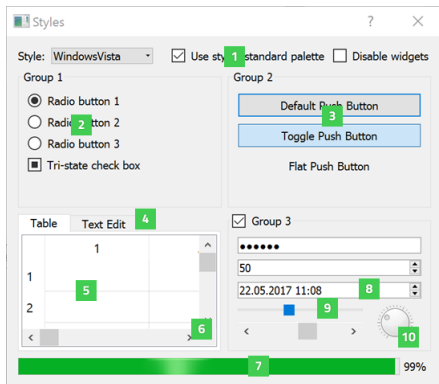 Styles
Style: WindowsVista Use style's standard palette Disable widgets
1
Group 1
Radio button 1
Radio button 2
2
Radio button 3
Tri-state check box
Group 2
Default Push Button
3
Toggle Push Button
Flat Push Button
Table Text Edit 4
1
1
5
2
6
Group 3
50
22.05.2017 11:08
8
9
10
7
99%